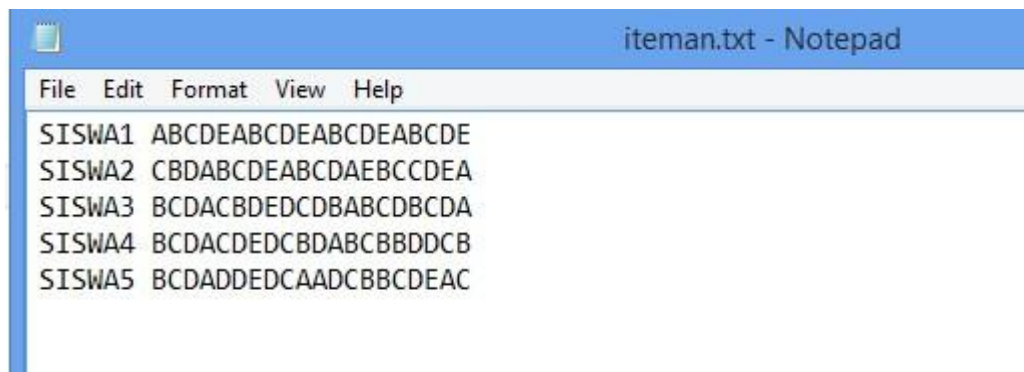 iteman.txt - Notepad
File Edit Format View Help
SISWA1 ABCDEABCDEABCDEABCDE
SISWA2 CBDABCDEABCDAEBCCDEA
SISWA3 BCDACBDEDCDBABCDBCDA
SISWA4 BCDACDEDCBDABCBBDDCB
SISWA5 BCDADDEDCAADCBBCDEAC